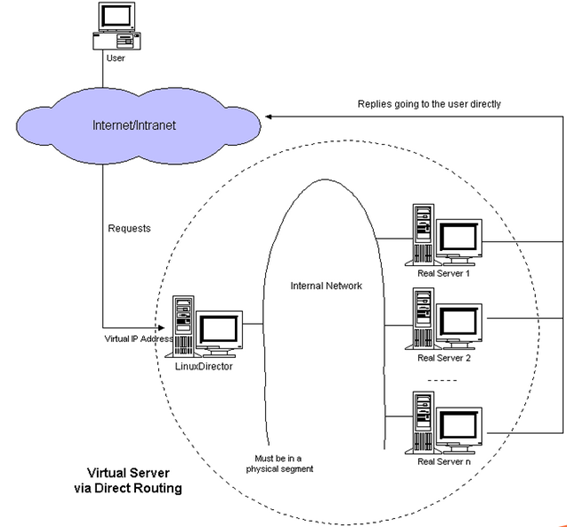 User
Internet/Intranet
Replies going to the user directly
Requests
Internal Network
Real Server 1
Virtual IP Address
LinuxDirector
Real Server 2
Must be in a
physical segment
Real Server n
Virtual Server
via Direct Routing